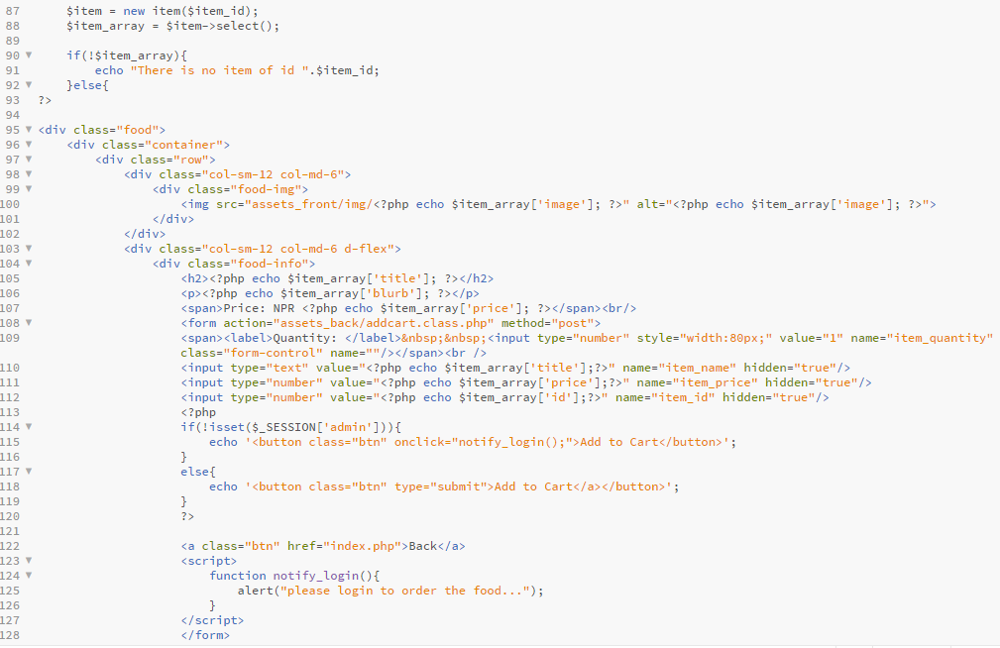 87 $item = new item($item_id);
88 $item_array = $item->select();
89
90 if(!$item_array){
91 echo "There is no item of id ".$item_id;
92 }else{
93 ?>
94
95 <div class="food">
96 <div class="container">
97 <div class="row">
98 <div class="col-sm-12 col-md-6">
99 <div class="food-img">
100 <img src="assets_front/img/<?php echo $item_array['image']; ?>" alt="<?php echo $item_array['image']; ?>">
101 </div>
102 </div>
103 <div class="col-sm-12 col-md-6 d-flex">
104 <div class="food-info">
105 <h2><?php echo $item_array['title']; ?></h2>
106 <p><?php echo $item_array['blurb']; ?></p>
107 <span>Price: NPR <?php echo $item_array['price']; ?></span><br/>
108 <form action="assets_back/addcart.class.php" method="post">
109 <span><label>Quantity: </label>&nbsp;&nbsp;<input type="number" style="width:80px;" value="1" name="item_quantity"
class="form-control" name=""/></span><br />
110 <input type="text" value="<?php echo $item_array['title'];?>" name="item_name" hidden="true"/>
111 <input type="number" value="<?php echo $item_array['price'];?>" name="item_price" hidden="true"/>
112 <input type="number" value="<?php echo $item_array['id'];?>" name="item_id" hidden="true"/>
113 <?php
114 if(!isset($_SESSION['admin'])){
115 echo '<button class="btn" onclick="notify_login();">Add to Cart</button>';
116 }
117 else{
118 echo '<button class="btn" type="submit">Add to Cart</a></button>';
119 }
120 ?>
121
122 <a class="btn" href="index.php">Back</a>
123 <script>
124 function notify_login(){
125 alert("please login to order the food...");
126 }
127 </script>
128 </form>